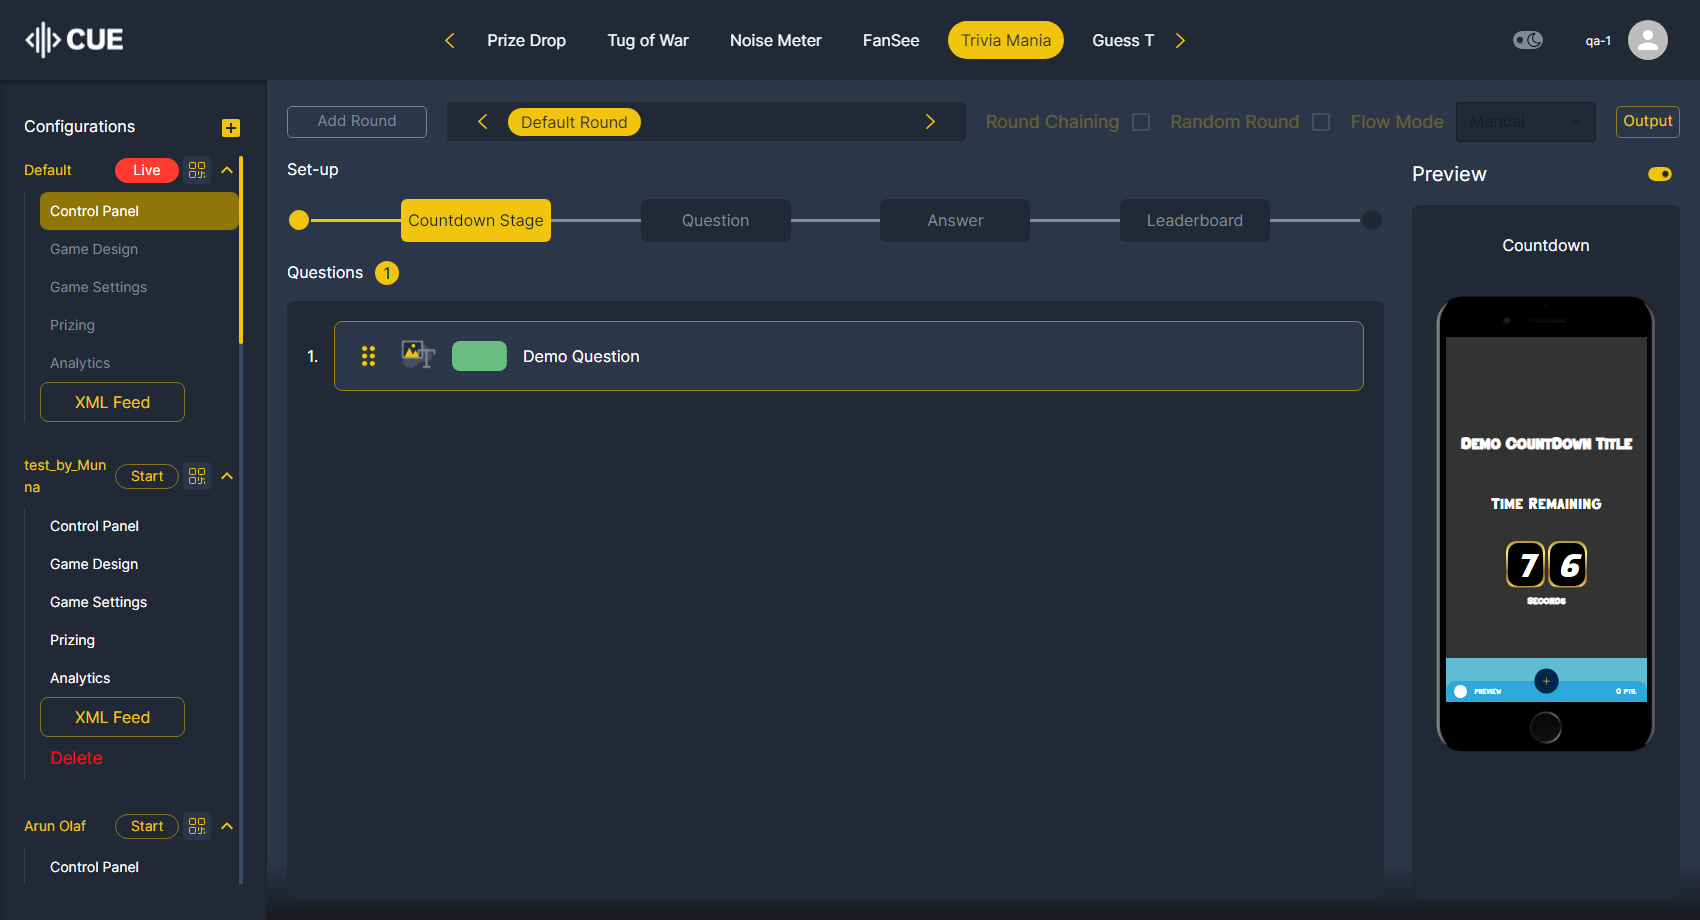 CUE
Prize Drop
Tug of War
Noise Meter
FanSee
Trivia Mania
Guess T
qa-1
Configurations
Default
Live
Control Panel
Game Design
Game Settings
Prizing
Analytics
XML Feed
test_by_Mun
na
Start
Control Panel
Game Design
Game Settings
Prizing
Analytics
XML Feed
Delete
Arun Olaf
Start
Control Panel
Add Round
Default Round
Round Chaining
Random Round
Flow Mode
Manual
Output
Set-up
Countdown Stage
Question
Answer
Leaderboard
Questions 1
1.
Demo Question
Preview
Countdown
Demo CountDown Title
Time Remaining
7 6
Seconds
PREVIEW
0 PTS.